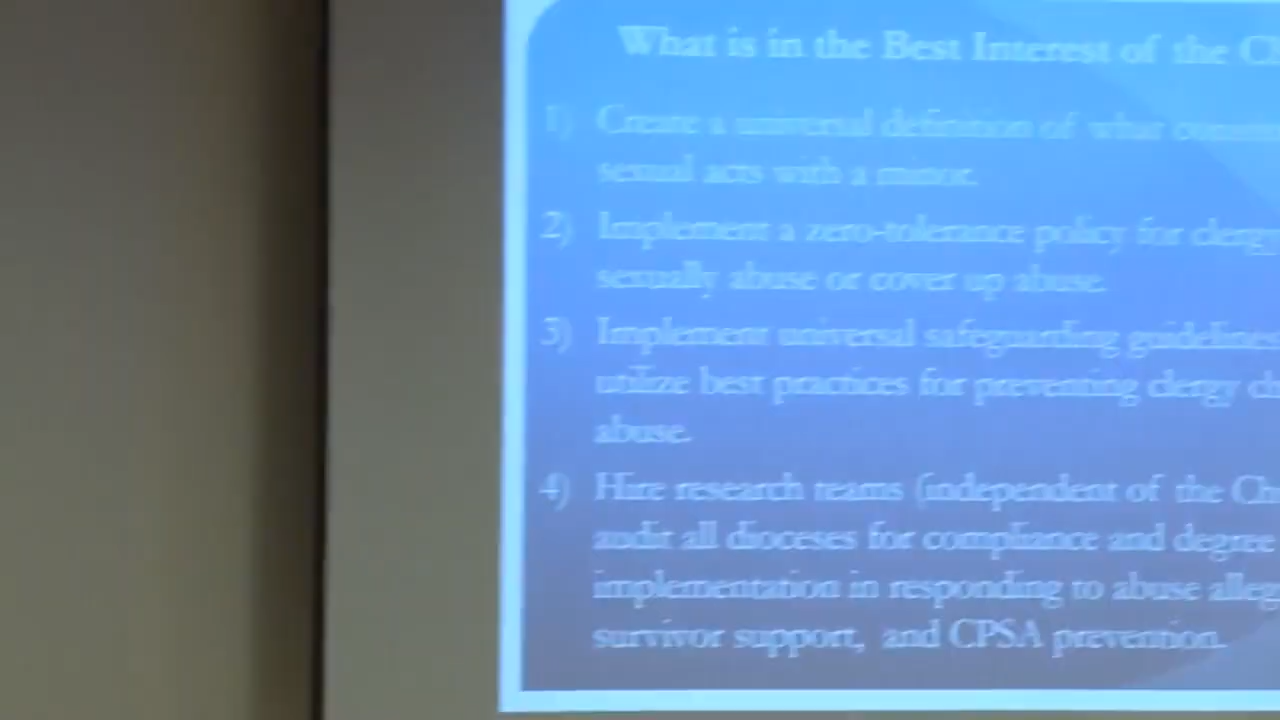 What is in the Best Interest of the
1) Create a universal definition of what
sexual acts with a minor.
2) Implement a zero-tolerance policy for clergy
sexually abuse or cover up abuse.
3) Implement universal safeguarding guidelines
utilize best practices for preventing clergy
abuse.
4) Hire research teams (independent of the
audit all dioceses for compliance and degree
implementation in responding to abuse
survivor support, and CPSA prevention.